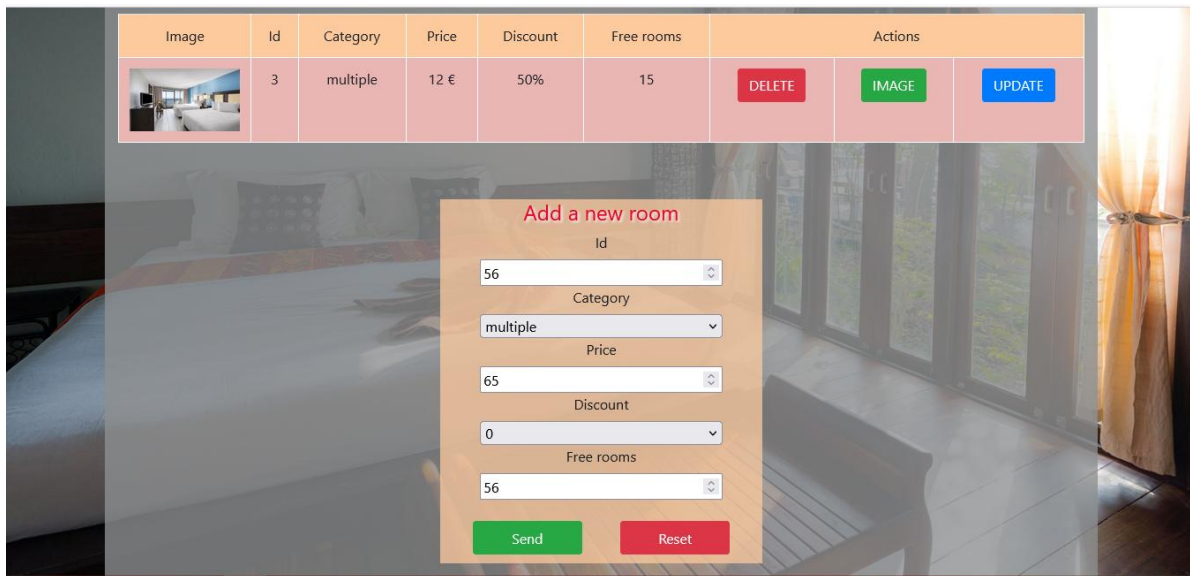 Image Id Category Price Discount Free rooms Actions
3 multiple 12 € 50% 15 DELETE IMAGE UPDATE
Add a new room
Id
56
Category
multiple
Price
65
Discount
0
Free rooms
56
Send Reset